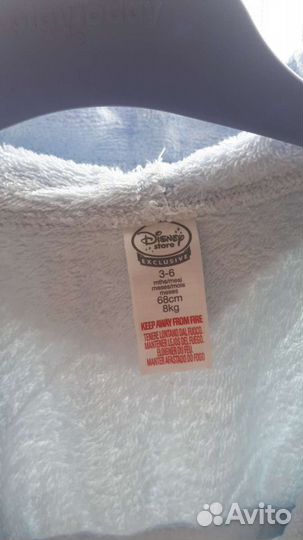 Disney
store
EXCLUSIVE
3-6
mths/mesi
meses/mois
meses
68cm
8kg
KEEP AWAY FROM FIRE
TENERE LONTANO DAL FUOCO.
MANTENER LEJOS DEL FUEGO.
ELOIGNER DU FEU.
MANTER AFASTADO DO FOGO
Avito